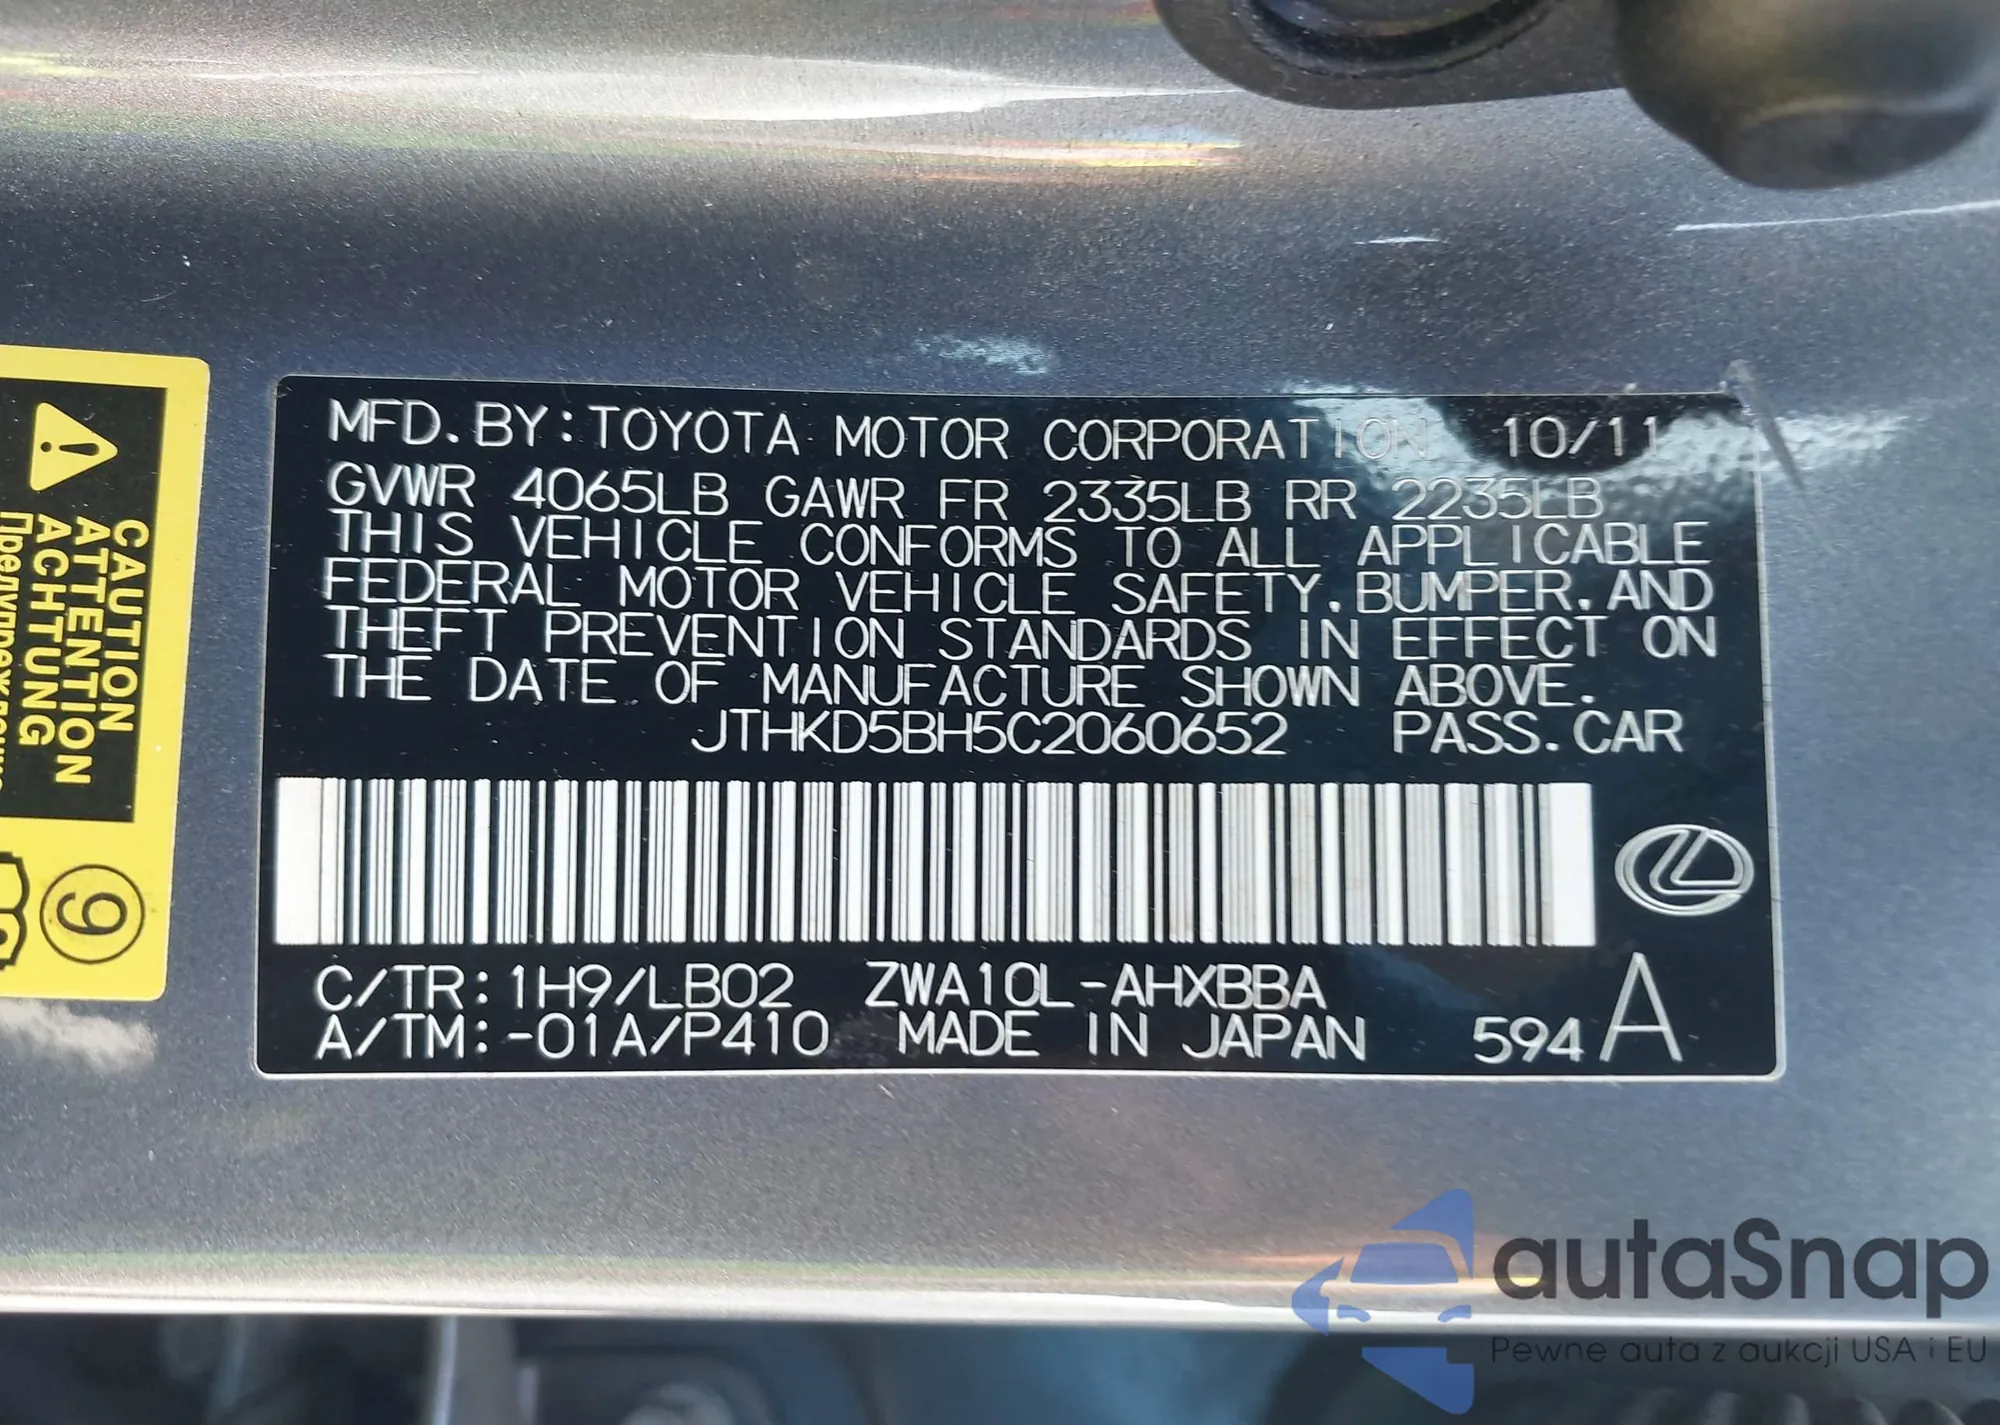 MFD. BY: TOYOTA MOTOR CORPORATION 10/11
GVWR 4065LB GAWR FR 2335LB RR 2235LB
THIS VEHICLE CONFORMS TO ALL APPLICABLE
FEDERAL MOTOR VEHICLE SAFETY, BUMPER, AND
THEFT PREVENTION STANDARDS IN EFFECT ON
THE DATE OF MANUFACTURE SHOWN ABOVE.
JTHKD5BH5C2060652 PASS. CAR
C/TR: 1H9/LB02 ZWA10L-AHXBBA
A/TM: -01A/P410 MADE IN JAPAN 594 A
CAUTION
ATTENTION
ACHTUNG
9
autaSnap
Pewne auta z aukcji USA i EU